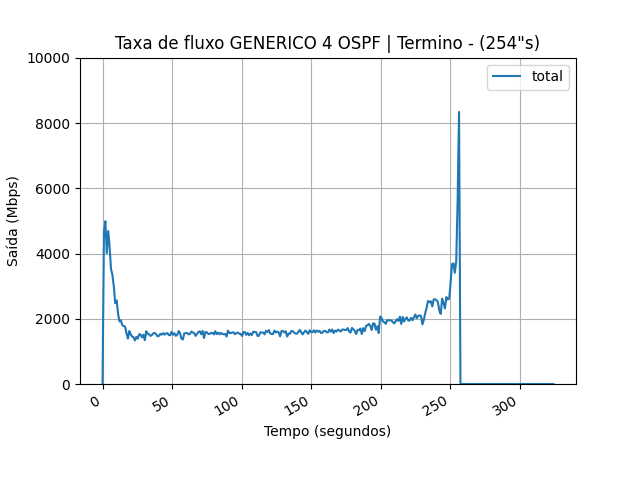 Taxa de fluxo GENERICO 4 OSPF | Termino - (254"s)
total
Saída (Mbps)
10000
8000
6000
4000
2000
0
0 50 100 150 200 250 300
Tempo (segundos)